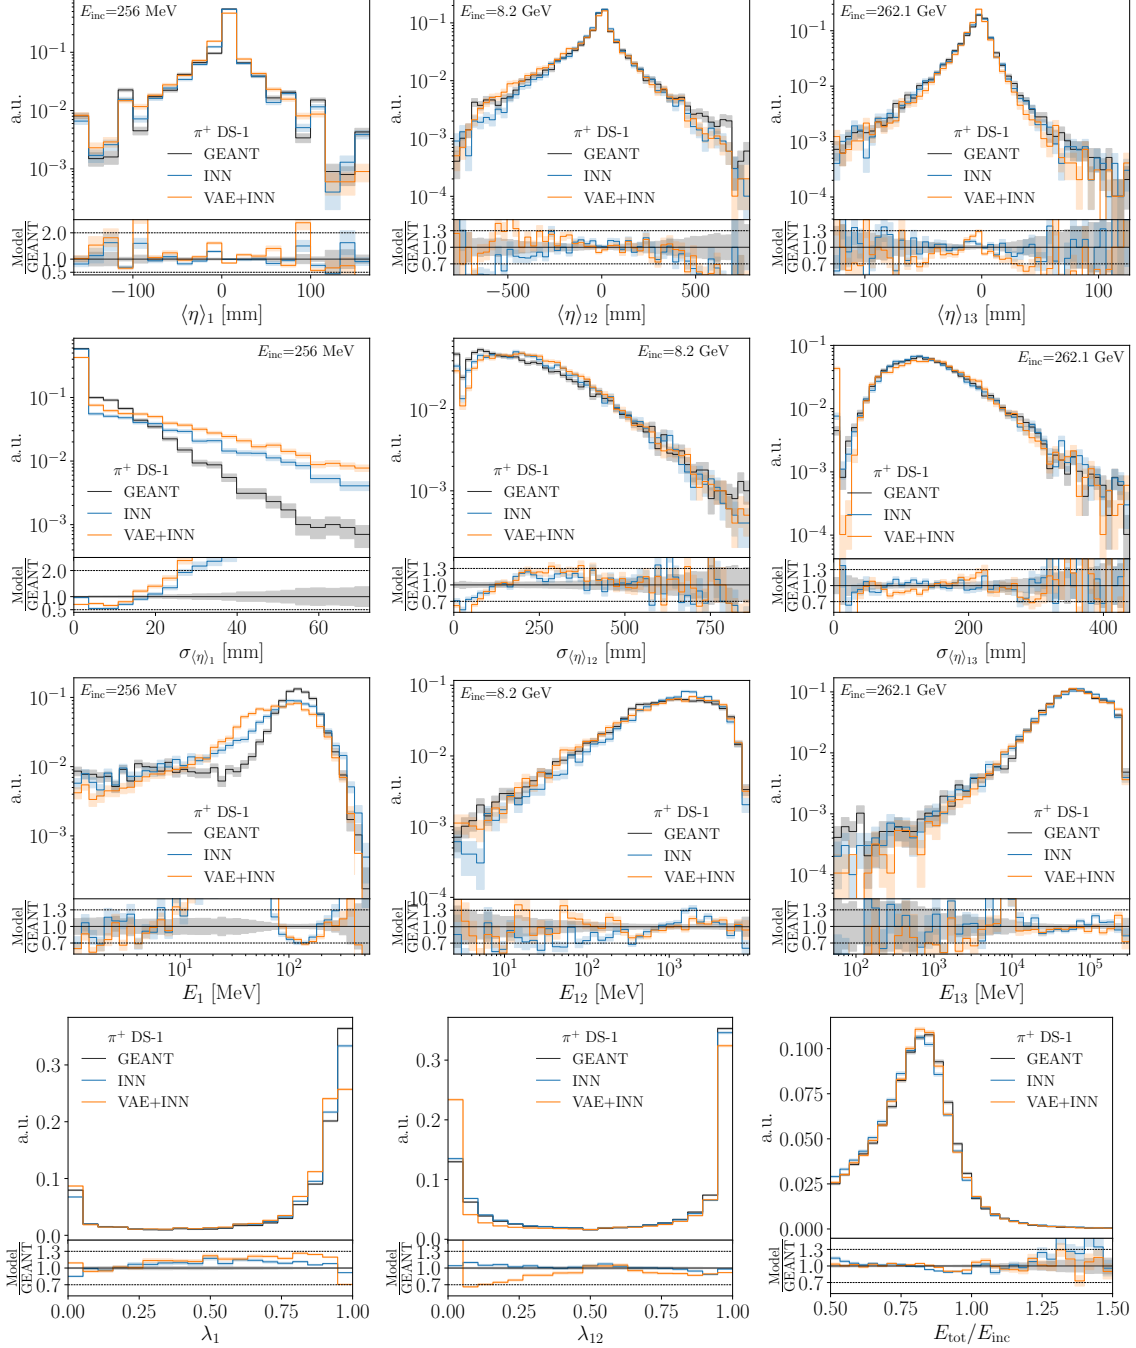 E_inc=256 MeV
a.u.
10^−1
10^−2
10^−3
π^+ DS-1
GEANT
INN
VAE+INN
Model
GEANT
2.0
1.0
0.5
−100 0 100
⟨η⟩_1 [mm]
E_inc=8.2 GeV
a.u.
10^−1
10^−2
10^−3
10^−4
π^+ DS-1
GEANT
INN
VAE+INN
Model
GEANT
1.3
1.0
0.7
−500 0 500
⟨η⟩_12 [mm]
E_inc=262.1 GeV
a.u.
10^−1
10^−2
10^−3
10^−4
π^+ DS-1
GEANT
INN
VAE+INN
Model
GEANT
1.3
1.0
0.7
−100 0 100
⟨η⟩_13 [mm]
E_inc=256 MeV
a.u.
10^−1
10^−2
10^−3
π^+ DS-1
GEANT
INN
VAE+INN
Model
GEANT
2.0
1.0
0.5
0 20 40 60
σ_⟨η⟩_1 [mm]
E_inc=8.2 GeV
a.u.
10^−2
10^−3
π^+ DS-1
GEANT
INN
VAE+INN
Model
GEANT
1.3
1.0
0.7
0 250 500 750
σ_⟨η⟩_12 [mm]
E_inc=262.1 GeV
a.u.
10^−1
10^−2
10^−3
10^−4
π^+ DS-1
GEANT
INN
VAE+INN
Model
GEANT
1.3
1.0
0.7
0 200 400
σ_⟨η⟩_13 [mm]
E_inc=256 MeV
a.u.
10^−1
10^−2
10^−3
π^+ DS-1
GEANT
INN
VAE+INN
Model
GEANT
1.3
1.0
0.7
10^1 10^2
E_1 [MeV]
E_inc=8.2 GeV
a.u.
10^−1
10^−2
10^−3
10^−4
π^+ DS-1
GEANT
INN
VAE+INN
Model
GEANT
1.3
1.0
0.7
10^1 10^2 10^3
E_12 [MeV]
E_inc=262.1 GeV
a.u.
10^−1
10^−2
10^−3
10^−4
π^+ DS-1
GEANT
INN
VAE+INN
Model
GEANT
1.3
1.0
0.7
10^2 10^3 10^4 10^5
E_13 [MeV]
a.u.
0.3
0.2
0.1
0.0
π^+ DS-1
GEANT
INN
VAE+INN
Model
GEANT
1.3
1.0
0.7
0.00 0.25 0.50 0.75 1.00
λ_1
a.u.
0.3
0.2
0.1
0.0
π^+ DS-1
GEANT
INN
VAE+INN
Model
GEANT
1.3
1.0
0.7
0.00 0.25 0.50 0.75 1.00
λ_12
a.u.
0.100
0.075
0.050
0.025
0.000
π^+ DS-1
GEANT
INN
VAE+INN
Model
GEANT
1.3
1.0
0.7
0.50 0.75 1.00 1.25 1.50
E_tot/E_inc